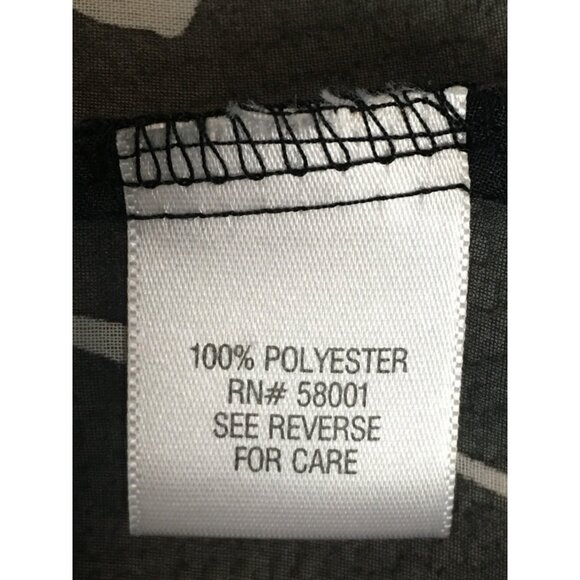 100% POLYESTER
RN# 58001
SEE REVERSE
FOR CARE